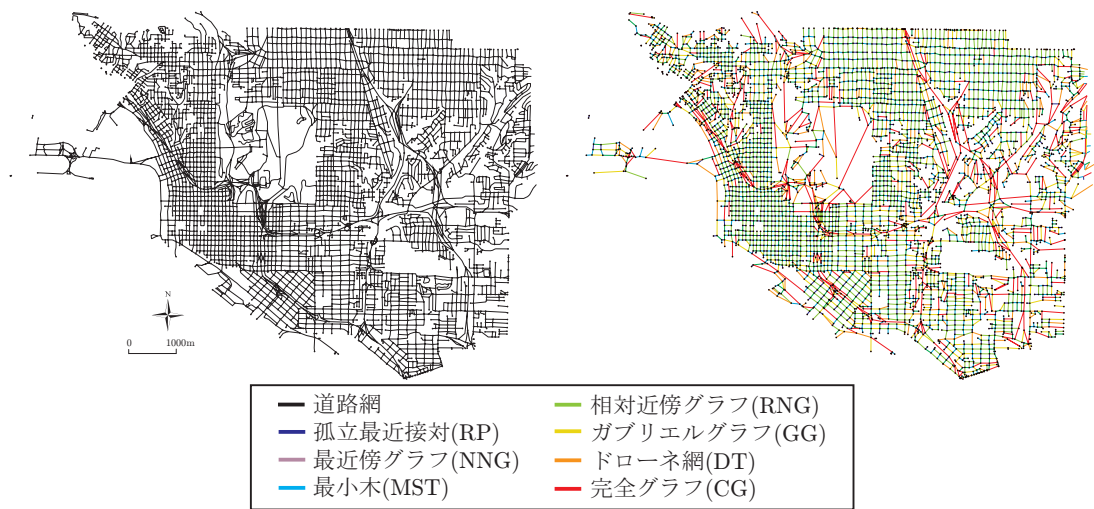 N
0 1000m
道路網
孤立最近接対(RP)
最近傍グラフ(NNG)
最小木(MST)
相対近傍グラフ(RNG)
ガブリエルグラフ(GG)
ドローネ網(DT)
完全グラフ(CG)